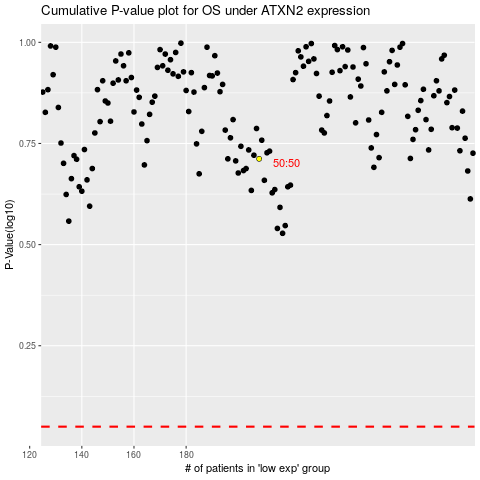 Cumulative P-value plot for OS under ATXN2 expression
P-Value(log10)
1.00
0.75
0.50
0.25
50:50
120 140 160 180
# of patients in 'low exp' group